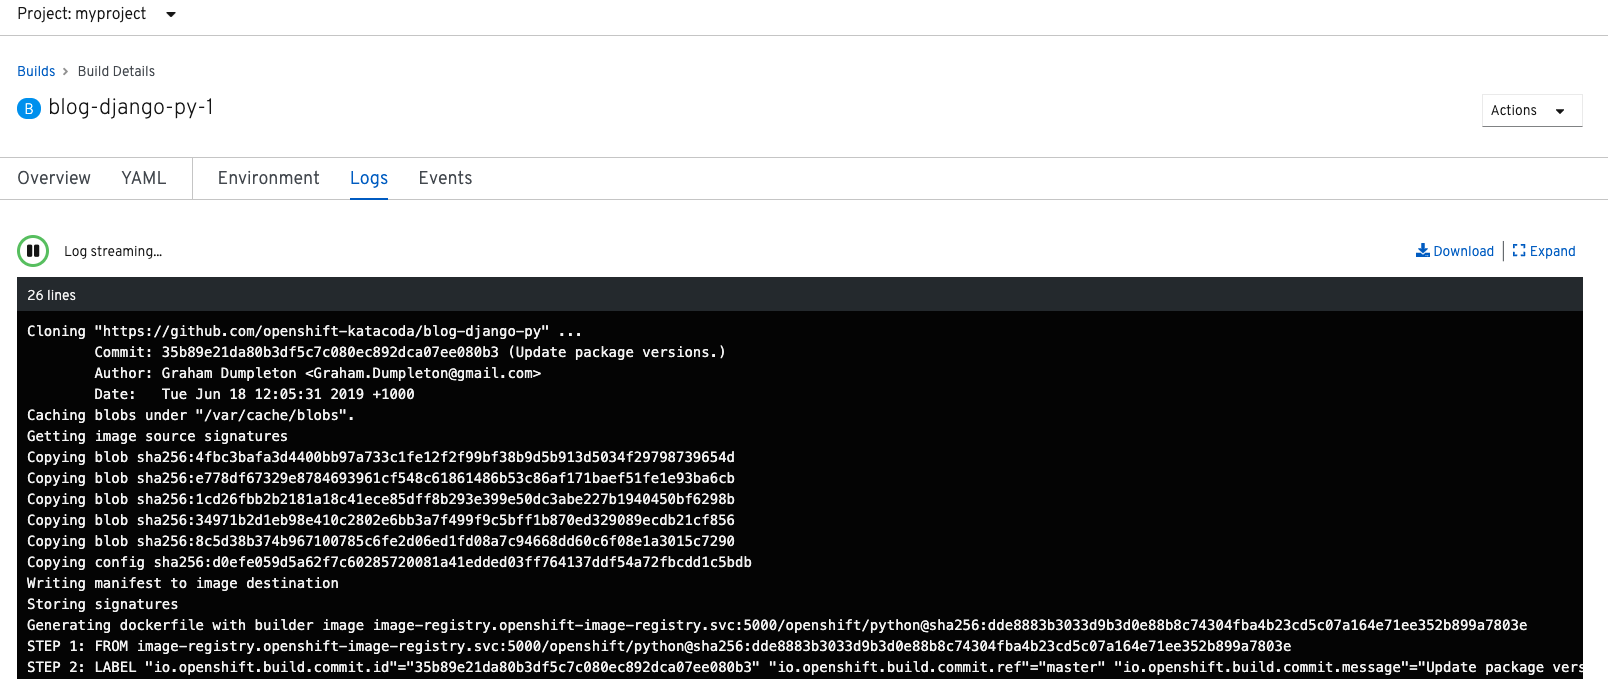 Project: myproject
Builds > Build Details
B blog-django-py-1
Actions
Overview YAML Environment Logs Events
Log streaming...
Download Expand
26 lines
Cloning "https://github.com/openshift-katacoda/blog-django-py" ...
Commit: 35b89e21da80b3df5c7c080ec892dca07ee080b3 (Update package versions.)
Author: Graham Dumpleton <Graham.Dumpleton@gmail.com>
Date: Tue Jun 18 12:05:31 2019 +1000
Caching blobs under "/var/cache/blobs".
Getting image source signatures
Copying blob sha256:4fbc3bafa3d4400bb97a733c1fe12f2f99bf38b9d5b913d5034f29798739654d
Copying blob sha256:e778df67329e8784693961cf548c61861486b53c86af171baef51fe1e93ba6cb
Copying blob sha256:1cd26fbb2b2181a18c41ece85dff8b293e399e50dc3abe227b1940450bf6298b
Copying blob sha256:34971b2d1eb98e410c2802e6bb3a7f499f9c5bff1b870ed329089ecdb21cf856
Copying blob sha256:8c5d38b374b967100785c6fe2d06ed1fd08a7c94668dd60c6f08e1a3015c7290
Copying config sha256:d0efe059d5a62f7c60285720081a41edded03ff764137ddf54a72fbcdd1c5bdb
Writing manifest to image destination
Storing signatures
Generating dockerfile with builder image image-registry.openshift-image-registry.svc:5000/openshift/python@sha256:dde8883b3033d9b3d0e88b8c74304fba4b23cd5c07a164e71ee352b899a7803e
STEP 1: FROM image-registry.openshift-image-registry.svc:5000/openshift/python@sha256:dde8883b3033d9b3d0e88b8c74304fba4b23cd5c07a164e71ee352b899a7803e
STEP 2: LABEL "io.openshift.build.commit.id"="35b89e21da80b3df5c7c080ec892dca07ee080b3" "io.openshift.build.commit.ref"="master" "io.openshift.build.commit.message"="Update package vers